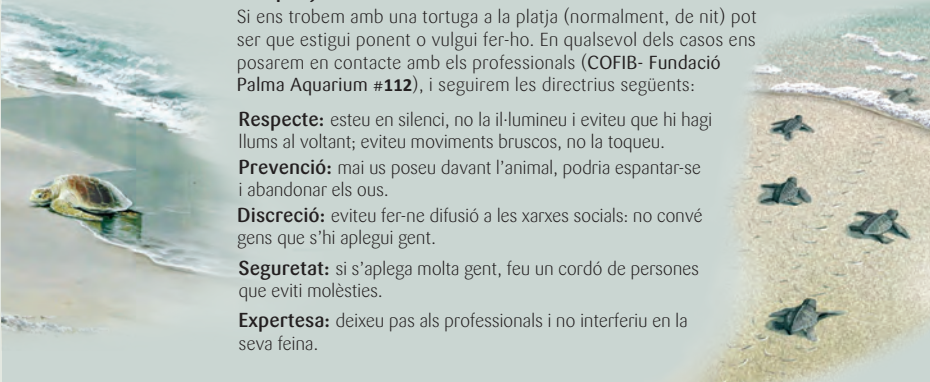 Si ens trobem amb una tortuga a la platja (normalment, de nit) pot
ser que estigui ponent o vulgui fer-ho. En qualsevol dels casos ens
posarem en contacte amb els professionals (COFIB- Fundació
Palma Aquarium #112), i seguirem les directrius següents:
Respecte: esteu en silenci, no la il·lumineu i eviteu que hi hagi
llums al voltant; eviteu moviments bruscos, no la toqueu.
Prevenció: mai us poseu davant l'animal, podria espantar-se
i abandonar els ous.
Discreció: eviteu fer-ne difusió a les xarxes socials: no convé
gens que s'hi aplegui gent.
Seguretat: si s'aplega molta gent, feu un cordó de persones
que eviti molèsties.
Expertesa: deixeu pas als professionals i no interferiu en la
seva feina.